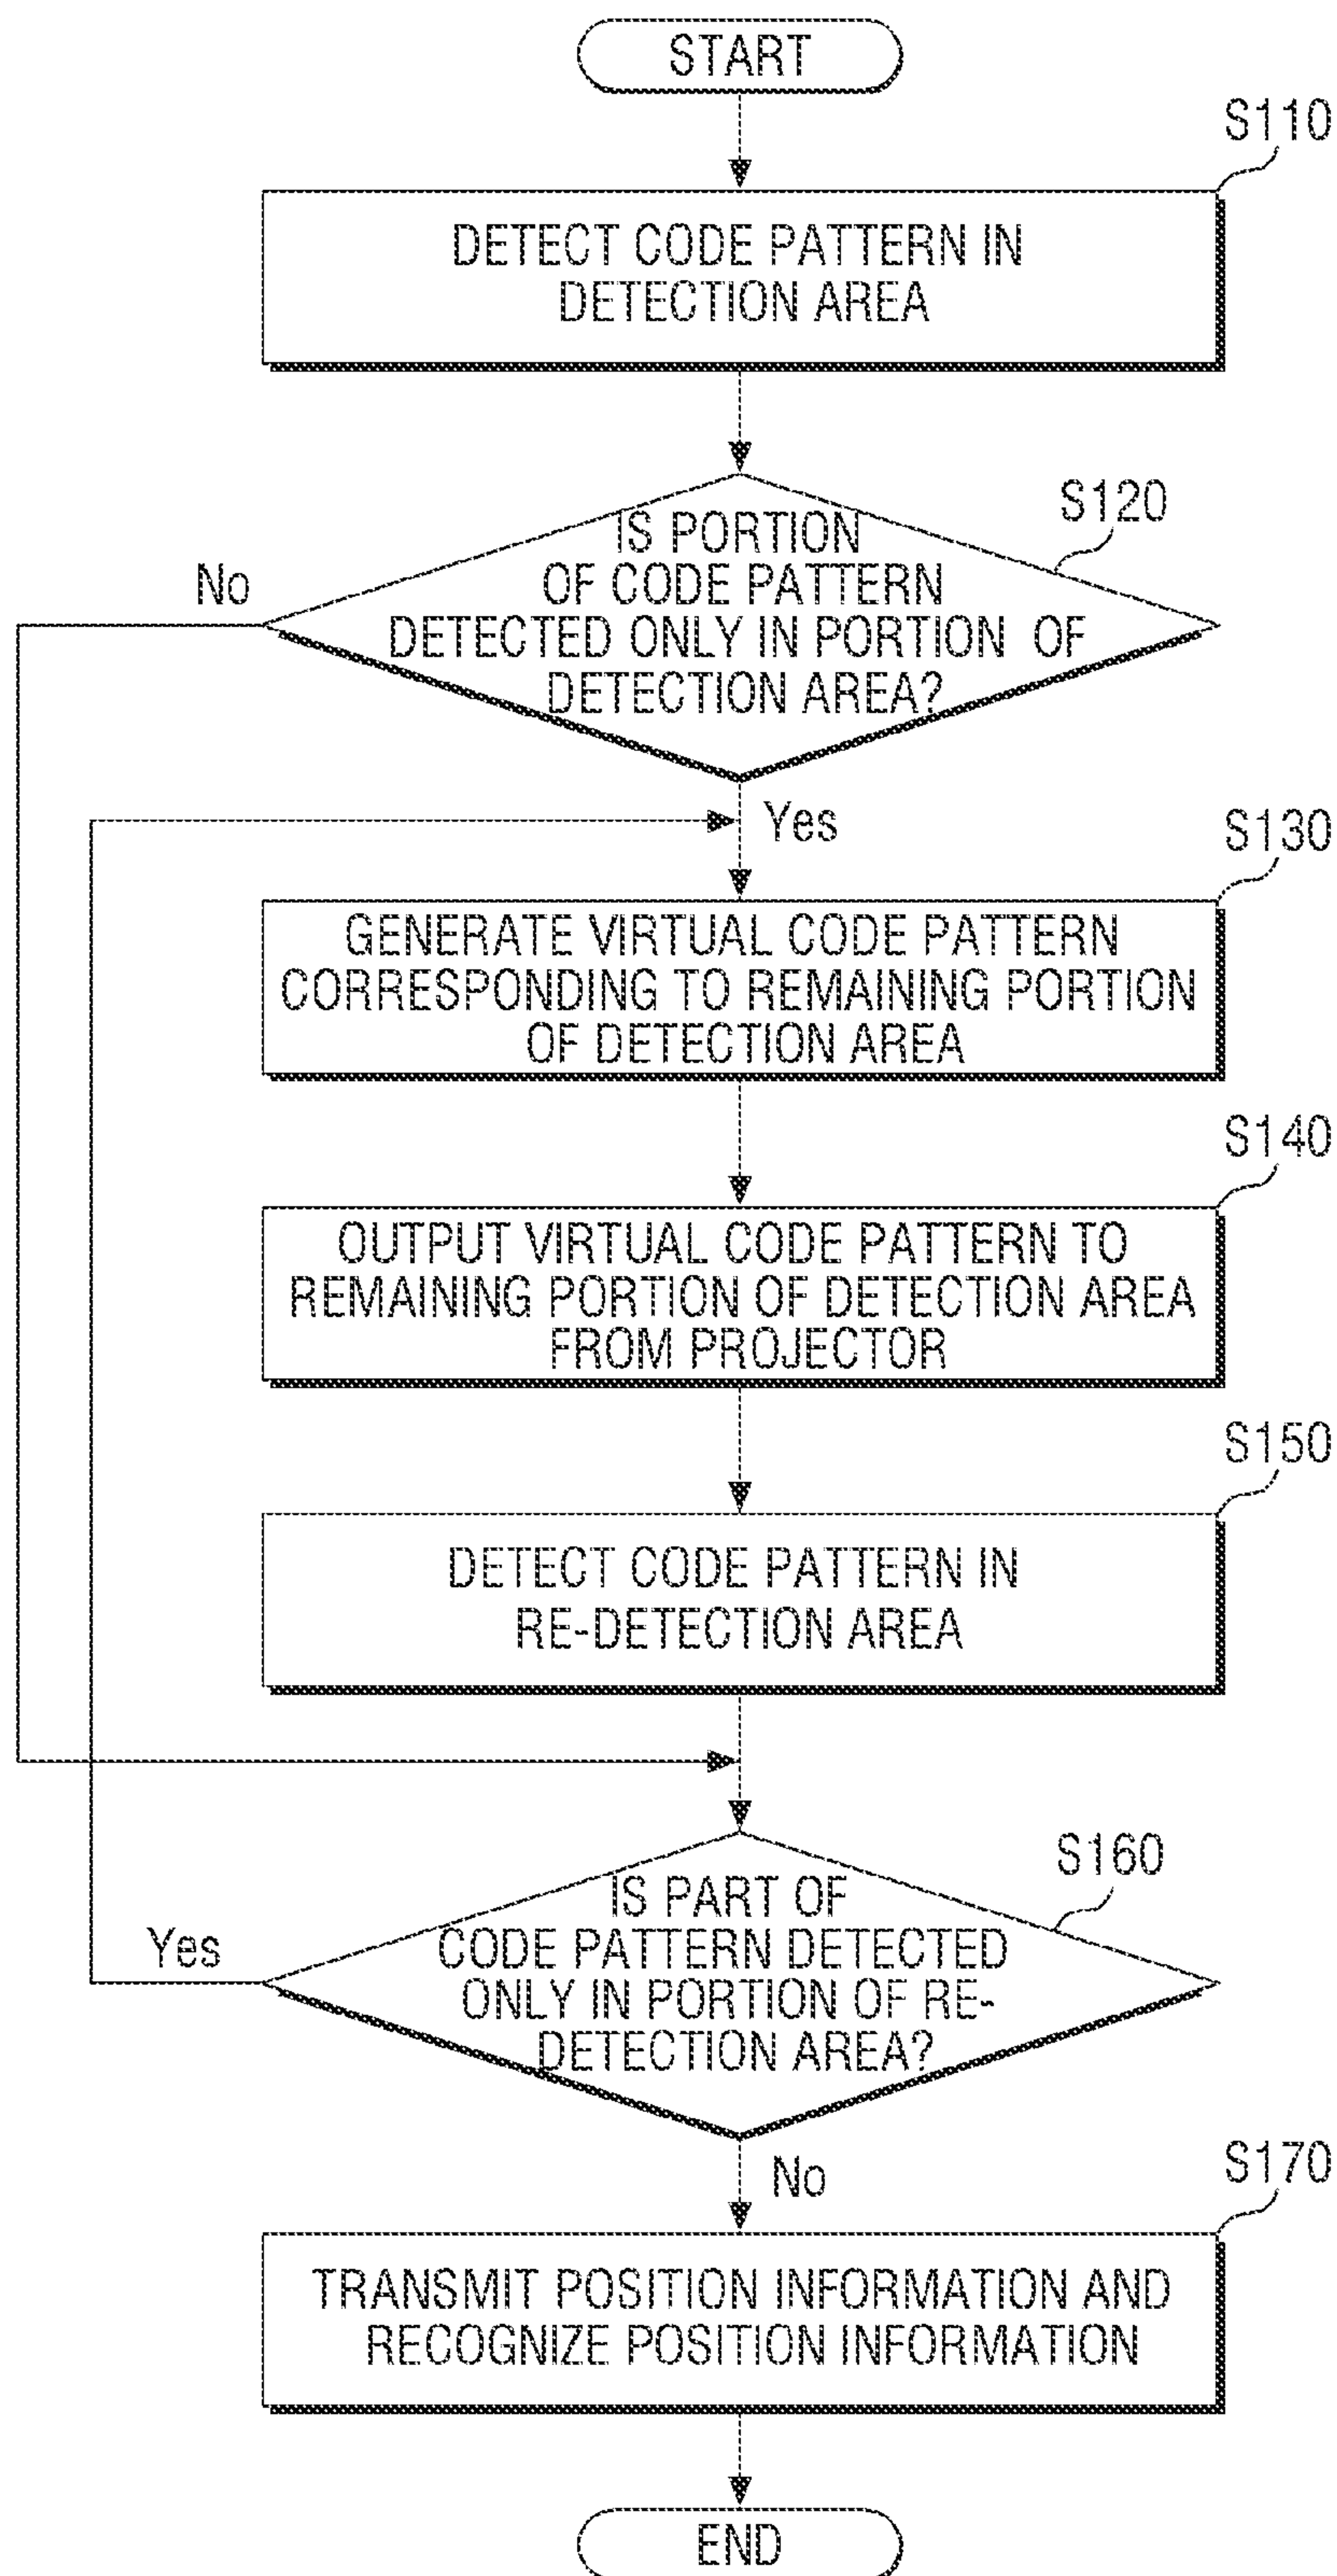 START
S110
DETECT CODE PATTERN IN
DETECTION AREA
S120
IS PORTION
OF CODE PATTERN
DETECTED ONLY IN PORTION OF
DETECTION AREA?
No
Yes
S130
GENERATE VIRTUAL CODE PATTERN
CORRESPONDING TO REMAINING PORTION
OF DETECTION AREA
S140
OUTPUT VIRTUAL CODE PATTERN TO
REMAINING PORTION OF DETECTION AREA
FROM PROJECTOR
S150
DETECT CODE PATTERN IN
RE-DETECTION AREA
S160
IS PART OF
CODE PATTERN DETECTED
ONLY IN PORTION OF RE-
DETECTION AREA?
Yes
No
S170
TRANSMIT POSITION INFORMATION AND
RECOGNIZE POSITION INFORMATION
END